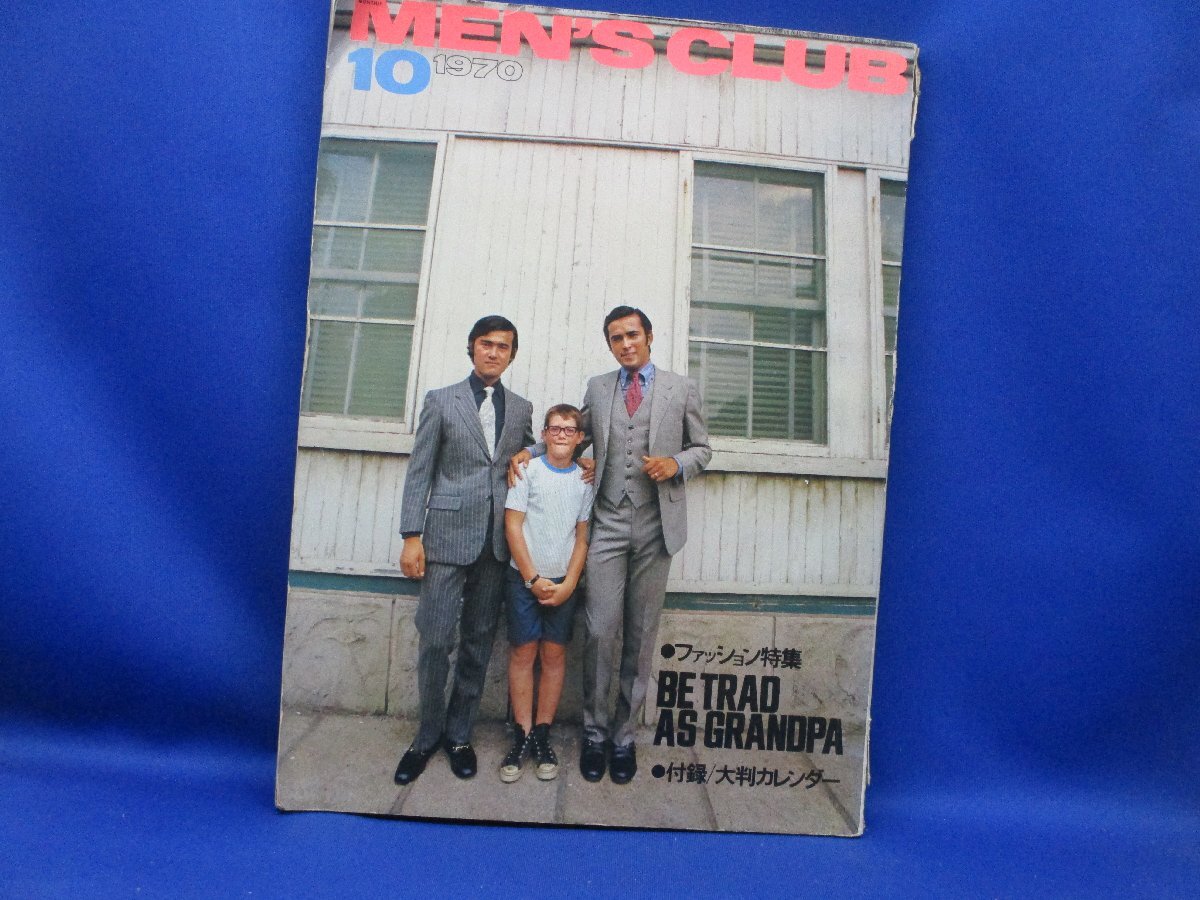 MONTHLY
MEN'S CLUB
10 1970
●ファッション特集
BE TRAD
AS GRANDPA
●付録/大判カレンダー